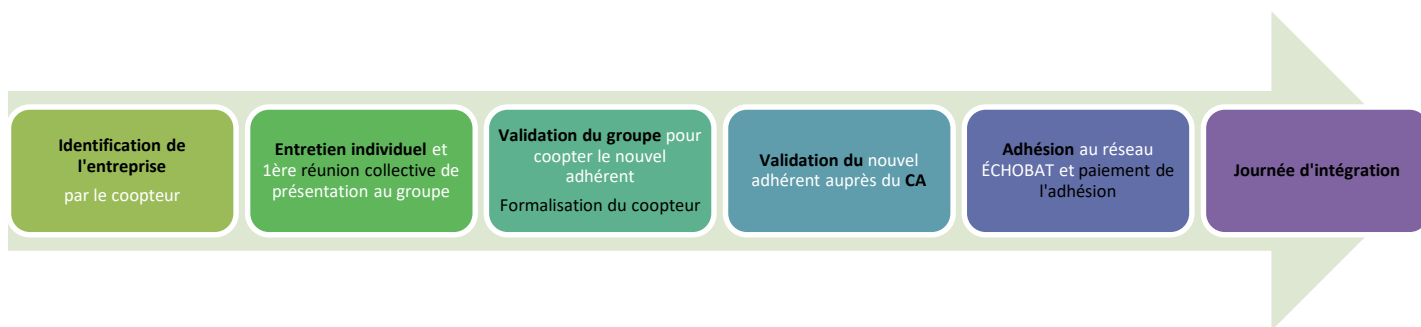 Identification de
l'entreprise
par le coopteur
Entretien individuel et
1ère réunion collective de
présentation au groupe
Validation du groupe pour
coopter le nouvel
adhérent
Formalisation du coopteur
Validation du nouvel
adhérent auprès du CA
Adhésion au réseau
ÉCHOBAT et paiement de
l'adhésion
Journée d'intégration